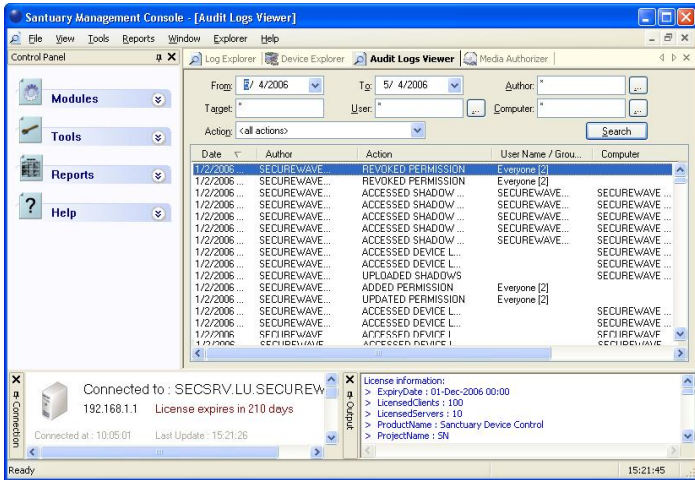 Santuary Management Console - [Audit Logs Viewer]
File View Tools Reports Window Explorer Help
Control Panel
Log Explorer Device Explorer Audit Logs Viewer Media Authorizer
Modules
Tools
Reports
Help
From: 5/ 4/2006 To: 5/ 4/2006 Author: * ...
Target: * User: * ... Computer: * ...
Action: <all actions> Search
Date Author Action User Name / Grou... Computer
1/2/2006 ... SECUREWAVE... REVOKED PERMISSION Everyone [2]
1/2/2006 ... SECUREWAVE... REVOKED PERMISSION Everyone [2]
1/2/2006 ... SECUREWAVE... ACCESSED SHADOW ... SECUREWAVE... SECUREWAVE ...
1/2/2006 ... SECUREWAVE... ACCESSED SHADOW ... SECUREWAVE... SECUREWAVE ...
1/2/2006 ... SECUREWAVE... ACCESSED SHADOW ... SECUREWAVE... SECUREWAVE ...
1/2/2006 ... SECUREWAVE... ACCESSED SHADOW ... SECUREWAVE... SECUREWAVE ...
1/2/2006 ... SECUREWAVE... ACCESSED SHADOW ... SECUREWAVE... SECUREWAVE ...
1/2/2006 ... SECUREWAVE... ACCESSED DEVICE L... SECUREWAVE ...
1/2/2006 ... SECUREWAVE... UPLOADED SHADOWS SECUREWAVE ...
1/2/2006 ... SECUREWAVE... ADDED PERMISSION Everyone [2]
1/2/2006 ... SECUREWAVE... UPDATED PERMISSION Everyone [2]
1/2/2006 ... SECUREWAVE... ACCESSED DEVICE L... SECUREWAVE ...
1/2/2006 ... SECUREWAVE... ACCESSED DEVICE L... SECUREWAVE ...
1/2/2006 ... SECUREWAVE... ACCESSED DEVICE L... SECUREWAVE ...
Connection
Connected to : SECSRV.LU.SECUREW
192.168.1.1 License expires in 210 days
Connected at : 10:05:01 Last Update : 15:21:26
Output
License information:
> ExpiryDate : 01-Dec-2006 00:00
> LicensedClients : 100
> LicensedServers : 10
> ProductName : Sanctuary Device Control
> ProjectName : SN
Ready 15:21:45